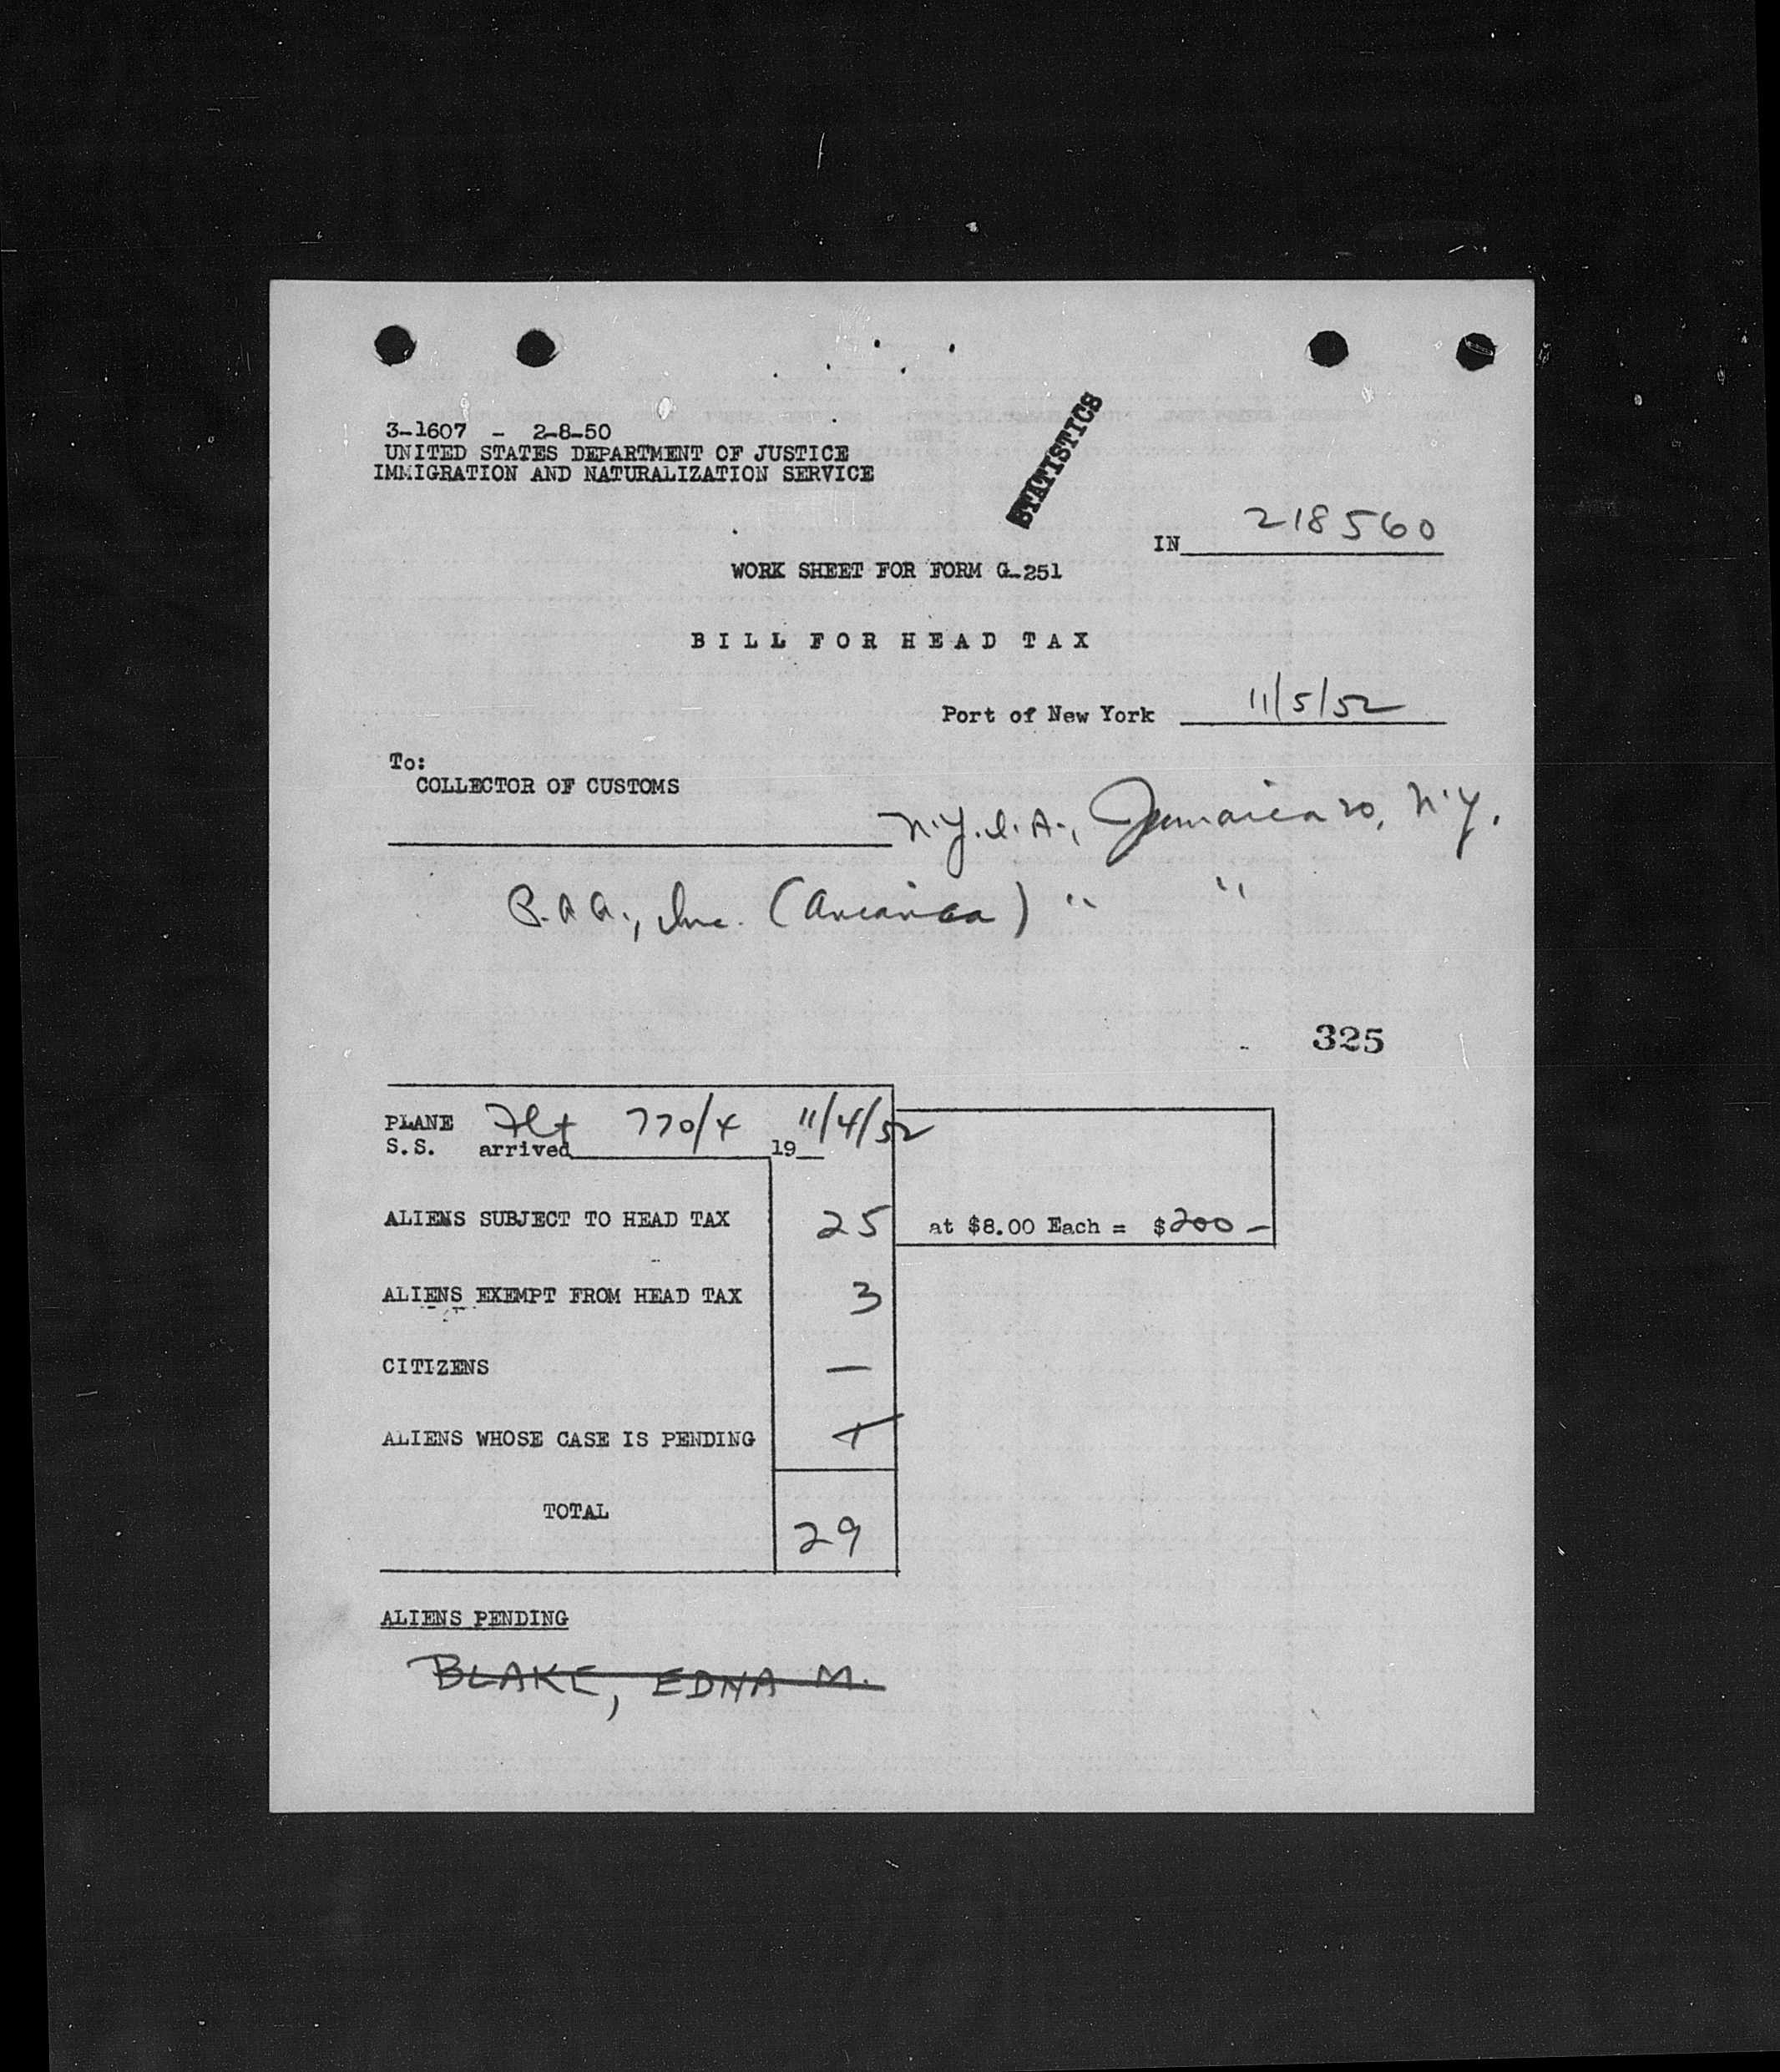 3-1607 - 2-8-50
UNITED STATES DEPARTMENT OF JUSTICE
IMMIGRATION AND NATURALIZATION SERVICE
STATISTICS
IN 218560
WORK SHEET FOR FORM G-251
BILL FOR HEAD TAX
Port of New York 11/5/52
To:
COLLECTOR OF CUSTOMS
N.Y.I.A., Jamaica 20, N.Y.
P.A.A., Inc. ( ) " "
325
PLANE Flt 770/4 11/4/52
S.S. arrived 19
ALIENS SUBJECT TO HEAD TAX 25 at $8.00 Each = $200 –
ALIENS EXEMPT FROM HEAD TAX 3
CITIZENS —
ALIENS WHOSE CASE IS PENDING 1
TOTAL 29
ALIENS PENDING
BLAKE, EDNA M.